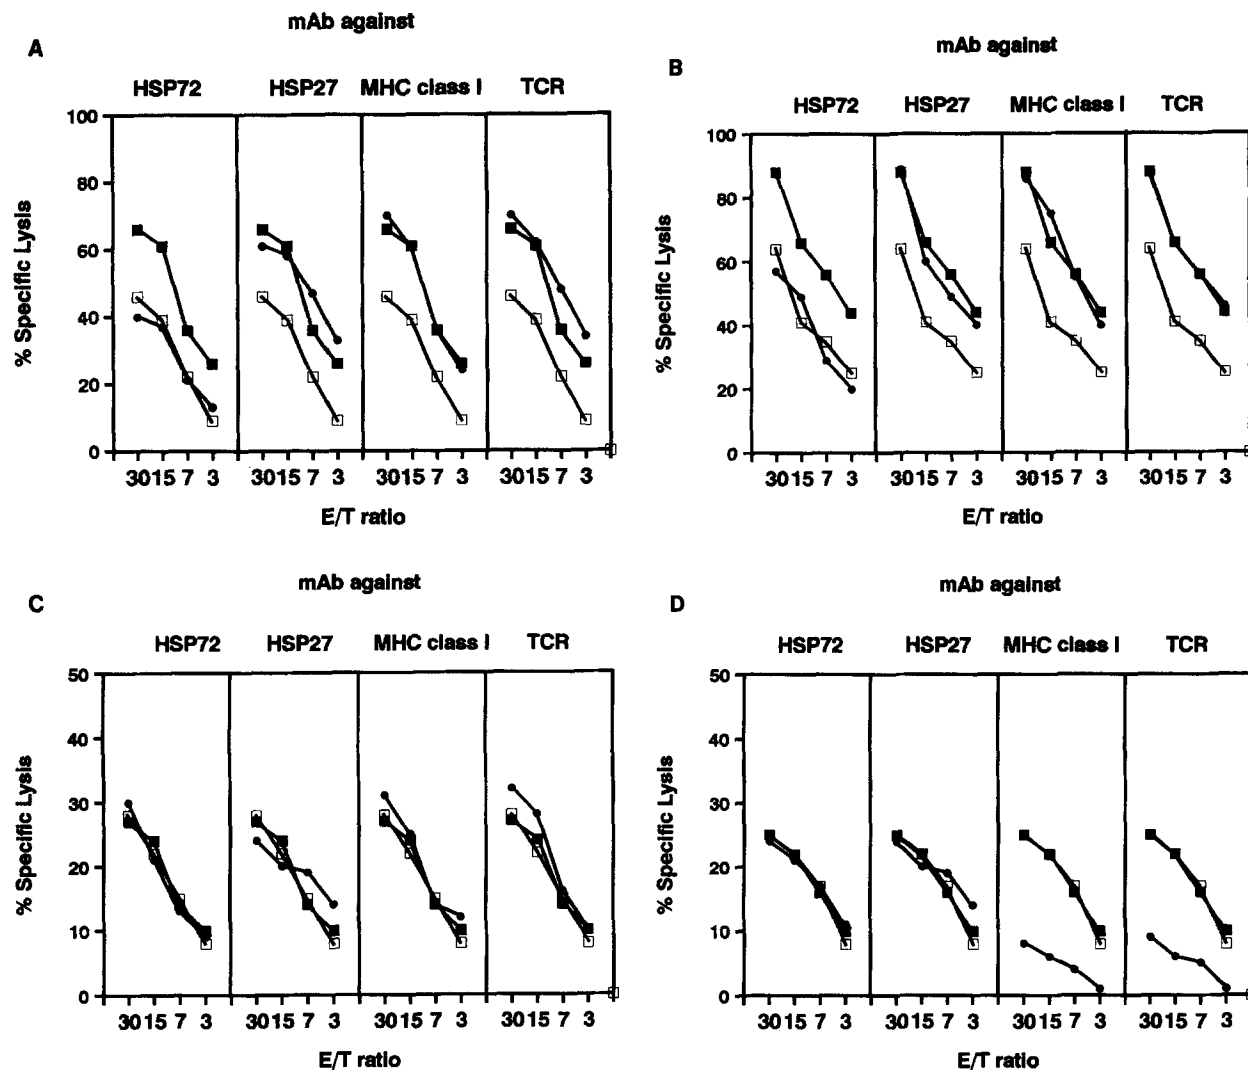 mAb against
A
HSP72 HSP27 MHC class I TCR
100
80
60
40
20
0
% Specific Lysis
30 15 7 3 30 15 7 3 30 15 7 3 30 15 7 3
E/T ratio
mAb against
B
HSP72 HSP27 MHC class I TCR
100
80
60
40
20
0
% Specific Lysis
30 15 7 3 30 15 7 3 30 15 7 3 30 15 7 3
E/T ratio
mAb against
C
HSP72 HSP27 MHC class I TCR
50
40
30
20
10
0
% Specific Lysis
30 15 7 3 30 15 7 3 30 15 7 3 30 15 7 3
E/T ratio
mAb against
D
HSP72 HSP27 MHC class I TCR
50
40
30
20
10
0
% Specific Lysis
30 15 7 3 30 15 7 3 30 15 7 3 30 15 7 3
E/T ratio